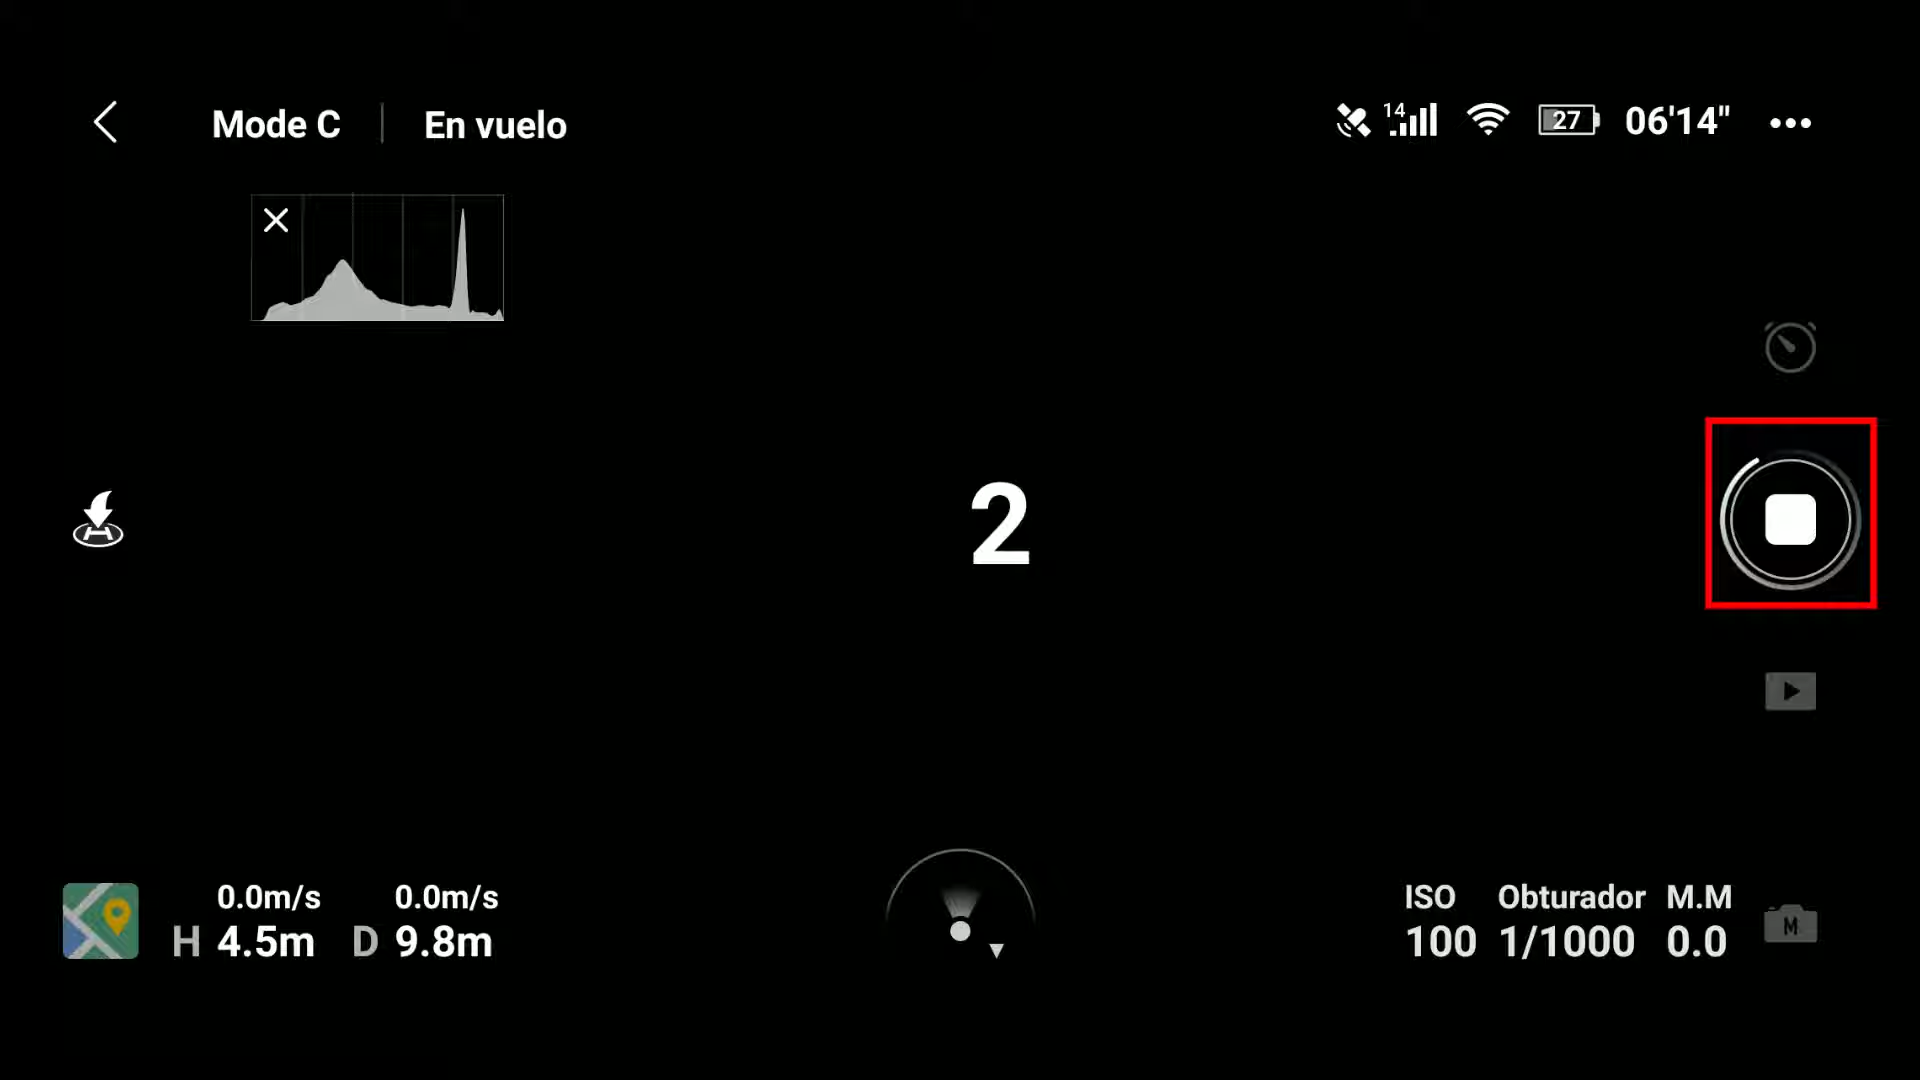 Mode C | En vuelo
14 27 06'14"
2
0.0m/s 0.0m/s
H 4.5m D 9.8m
ISO Obturador M.M
100 1/1000 0.0
M